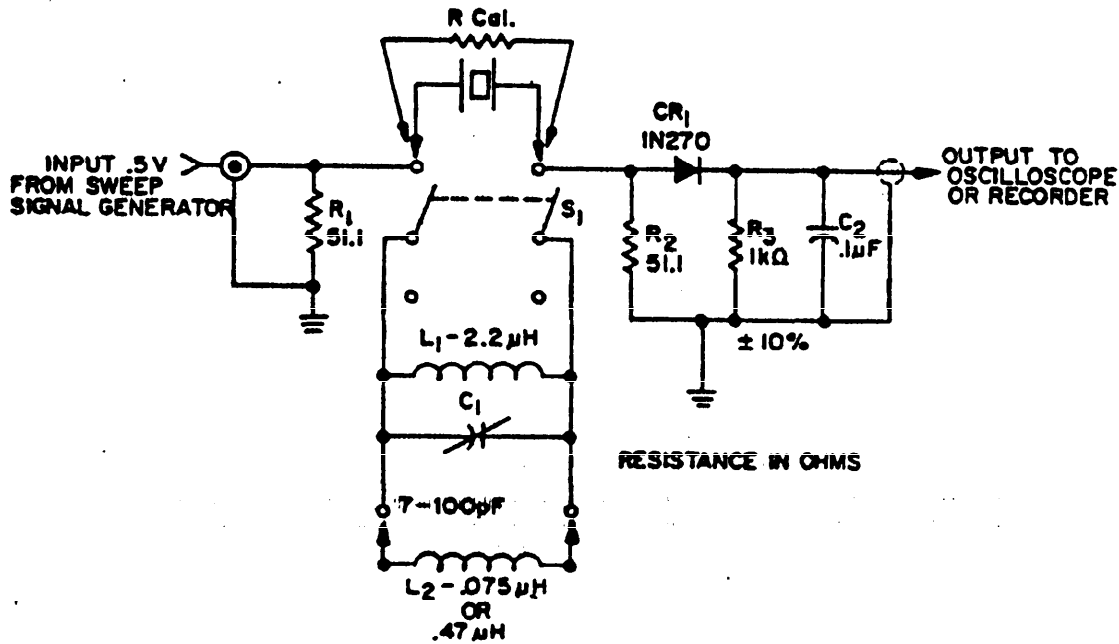 R Cal.
CR1
1N270
INPUT .5V
FROM SWEEP
SIGNAL GENERATOR
R1
51.1
S1
R2
51.1
R3
1kΩ
C2
.1µF
OUTPUT TO
OSCILLOSCOPE
OR RECORDER
±10%
L1-2.2µH
C1
RESISTANCE IN OHMS
7-100pF
L2-.075µH
OR
.47µH